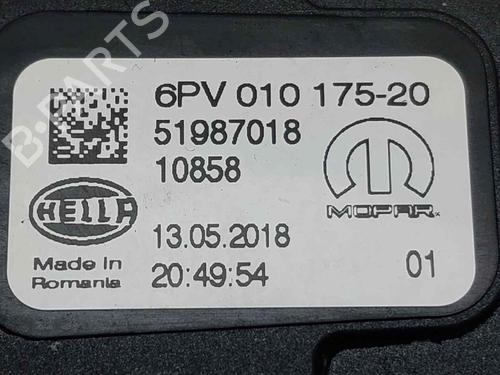 6PV 010 175-20
51987018
10858
HELLA
MOPAR
13.05.2018
Made In
Romania
20:49:54
01
B-PARTS